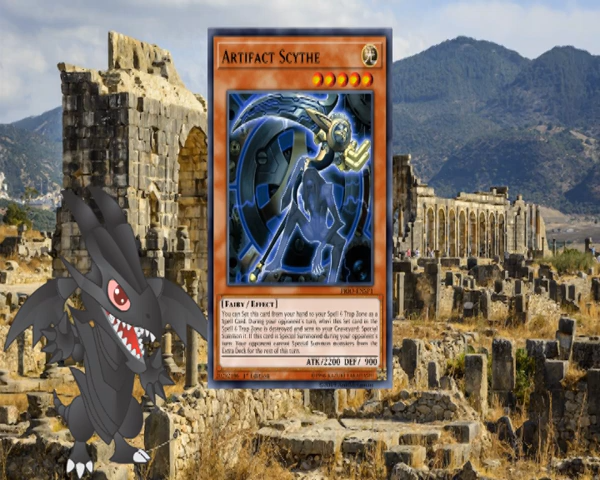 Artifact Scythe
[Fairy / Effect]
You can Set this card from your hand to your Spell & Trap Zone as a
Spell Card. During your opponent's turn, when this Set card in the
Spell & Trap Zone is destroyed and sent to your Graveyard: Special
Summon it. If this card is Special Summoned during your opponent's
turn: Your opponent cannot Special Summon monsters from the
Extra Deck for the rest of this turn.
ATK/2200 DEF/ 900
1st Edition